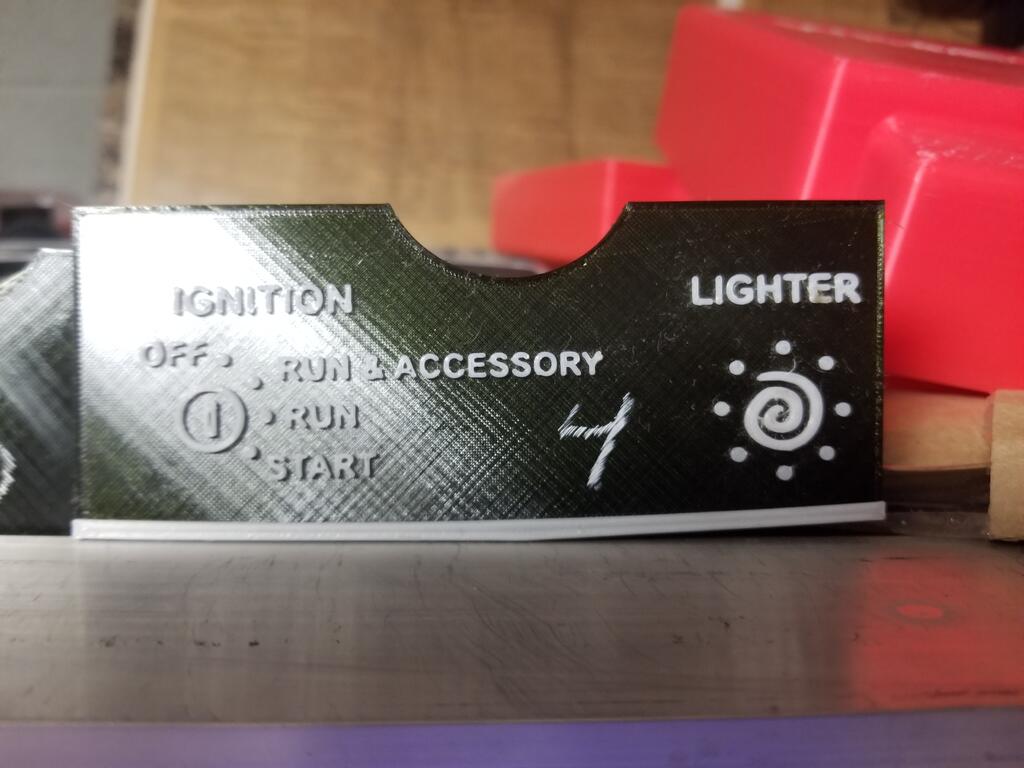 IGNITION
LIGHTER
OFF
RUN & ACCESSORY
RUN
START
4